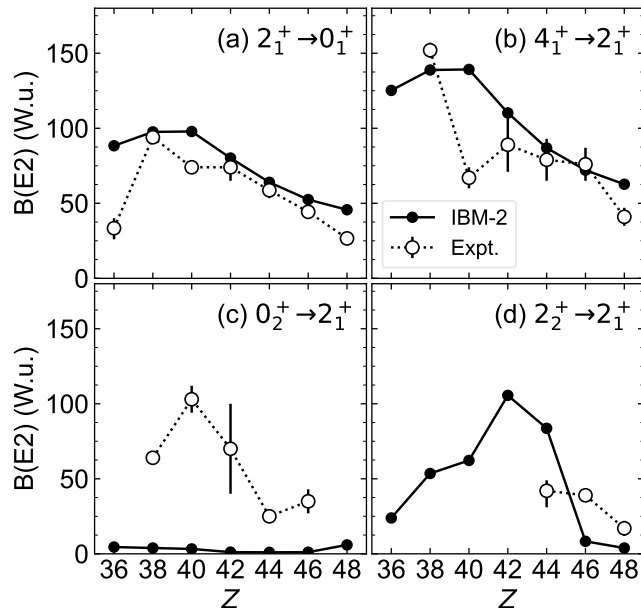 (a) 2₁⁺→0₁⁺
(b) 4₁⁺→2₁⁺
B(E2) (W.u.)
150
100
50
0
IBM-2
Expt.
(c) 0₂⁺→2₁⁺
(d) 2₂⁺→2₁⁺
B(E2) (W.u.)
150
100
50
0
36 38 40 42 44 46 48
36 38 40 42 44 46 48
Z
Z